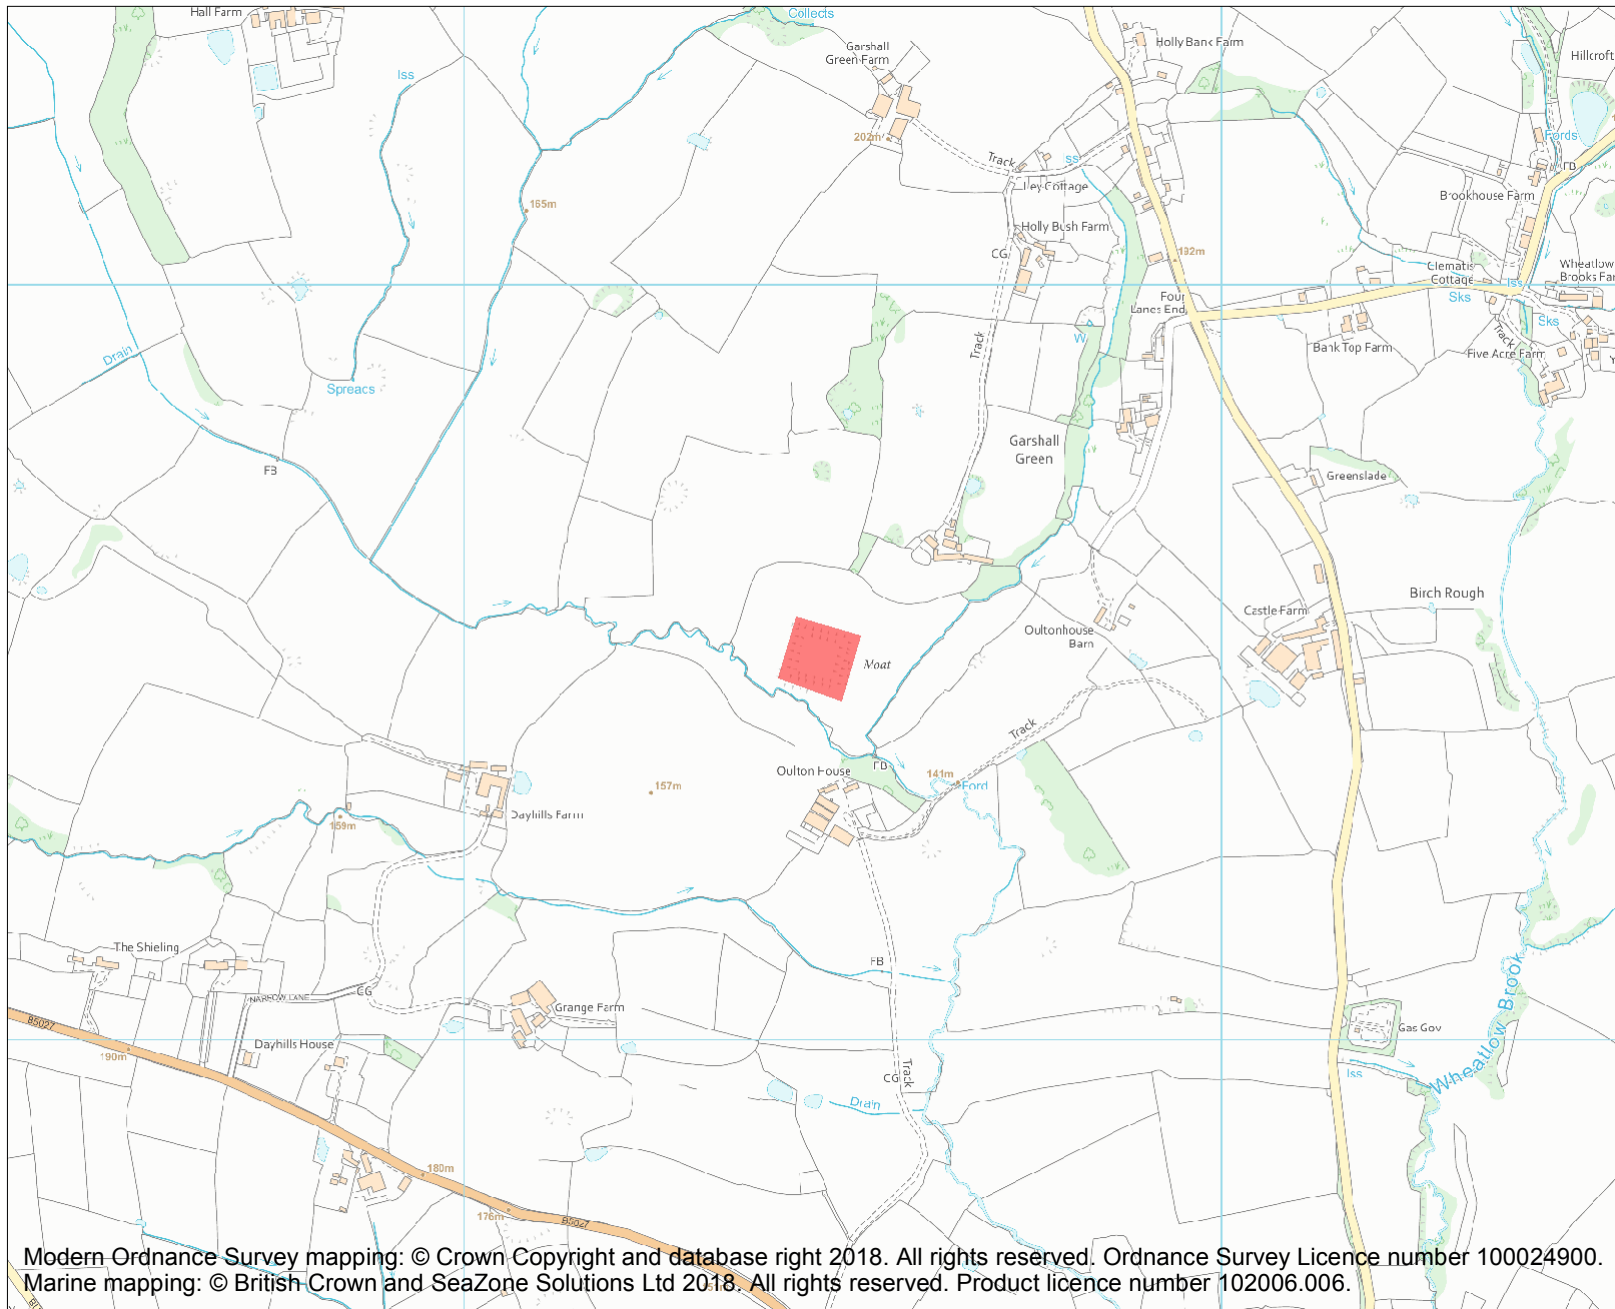 Hall Farm
Collects
Garshall
Green Farm
Holly Bank Farm
Hillcroft
Iss
202m
Fords
FB
Track
Iss
Ley Cottage
Brookhouse Farm
165m
Holly Bush Farm
CG
192m
Clematis
Cottage
Wheatlow
Brooks Far
Iss
Sks
Four
Lanes End
Sks
W
Track
Track
Bank Top Farm
Five Acre Farm
Y
Drain
Spreads
Garshall
Green
FB
Greenslade
Birch Rough
Castle Farm
Oultonhouse
Barn
Moat
Track
FB
Oulton House
141m
Ford
157m
Dayhills Farm
159m
The Shieling
FB
NARROW LANE
CG
Grange Farm
B5027
190m
Dayhills House
Gas Gov
Wheatlow Brook
Iss
Track
CG
Drain
180m
176m
B5027
Modern Ordnance Survey mapping: © Crown Copyright and database right 2018. All rights reserved. Ordnance Survey Licence number 100024900.
Marine mapping: © British Crown and SeaZone Solutions Ltd 2018. All rights reserved. Product licence number 102006.006.